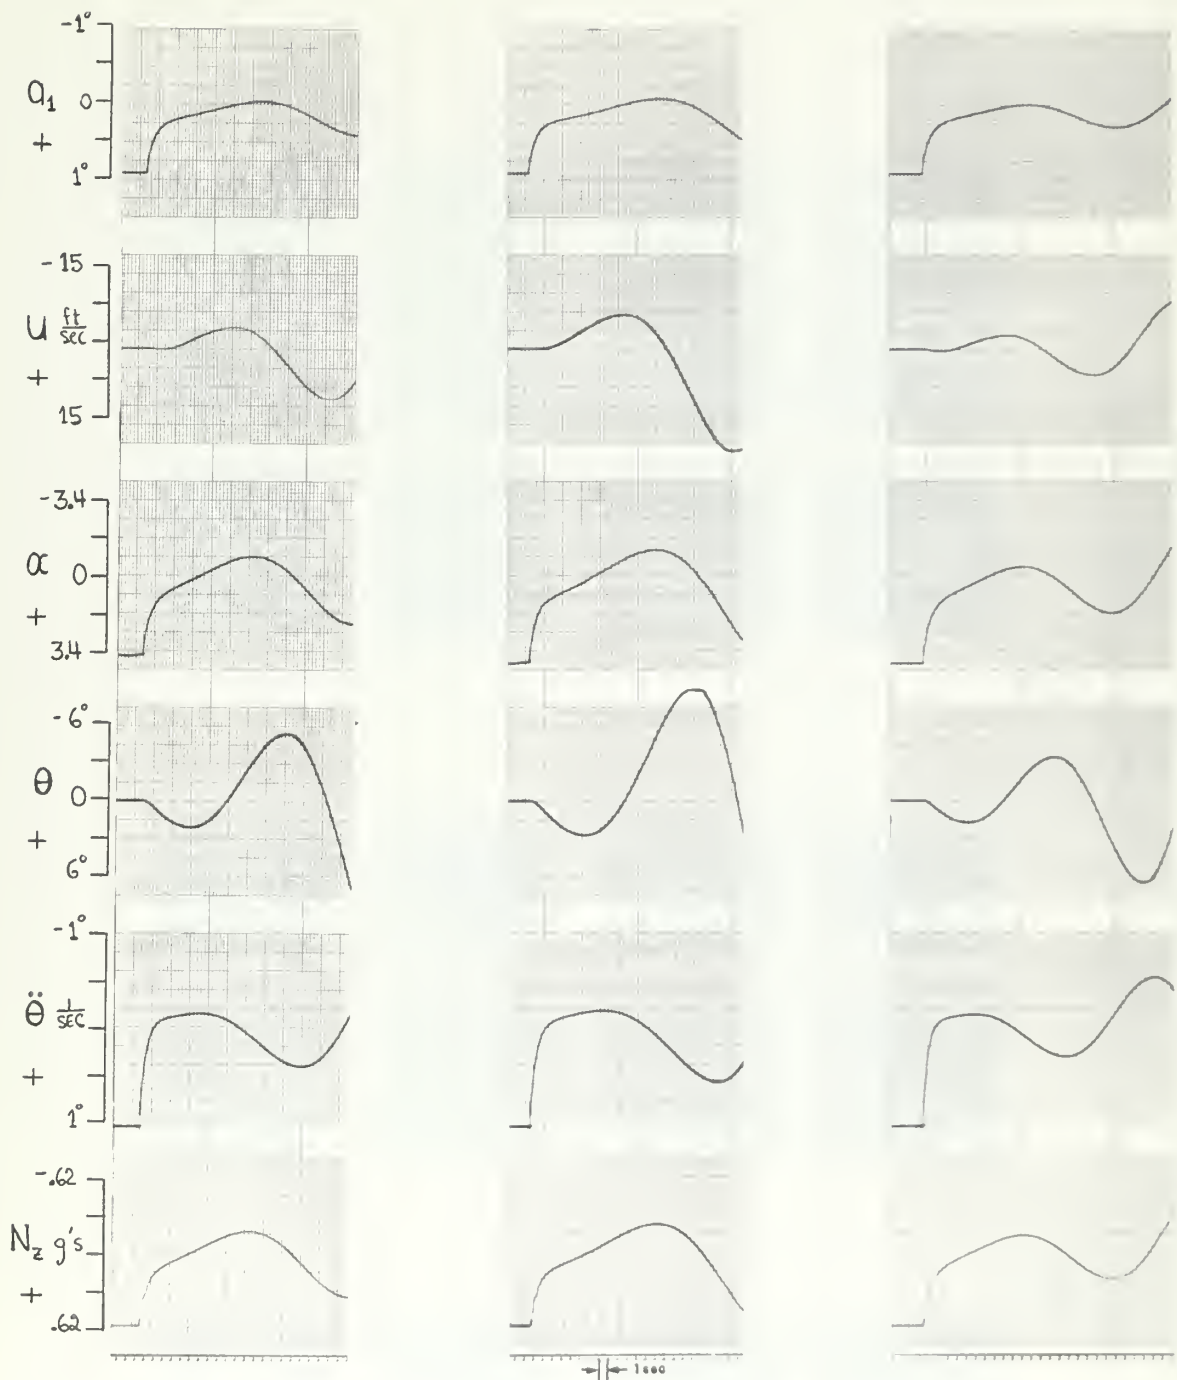 -1°
a₁ 0
+
1°
-15
u ft/sec
+
15
-3.4
α 0
+
3.4
-6°
θ 0
+
6°
-1°
θ̈ 1/SEC
+
1°
-.62
N_z g's
+
.62
1 sec